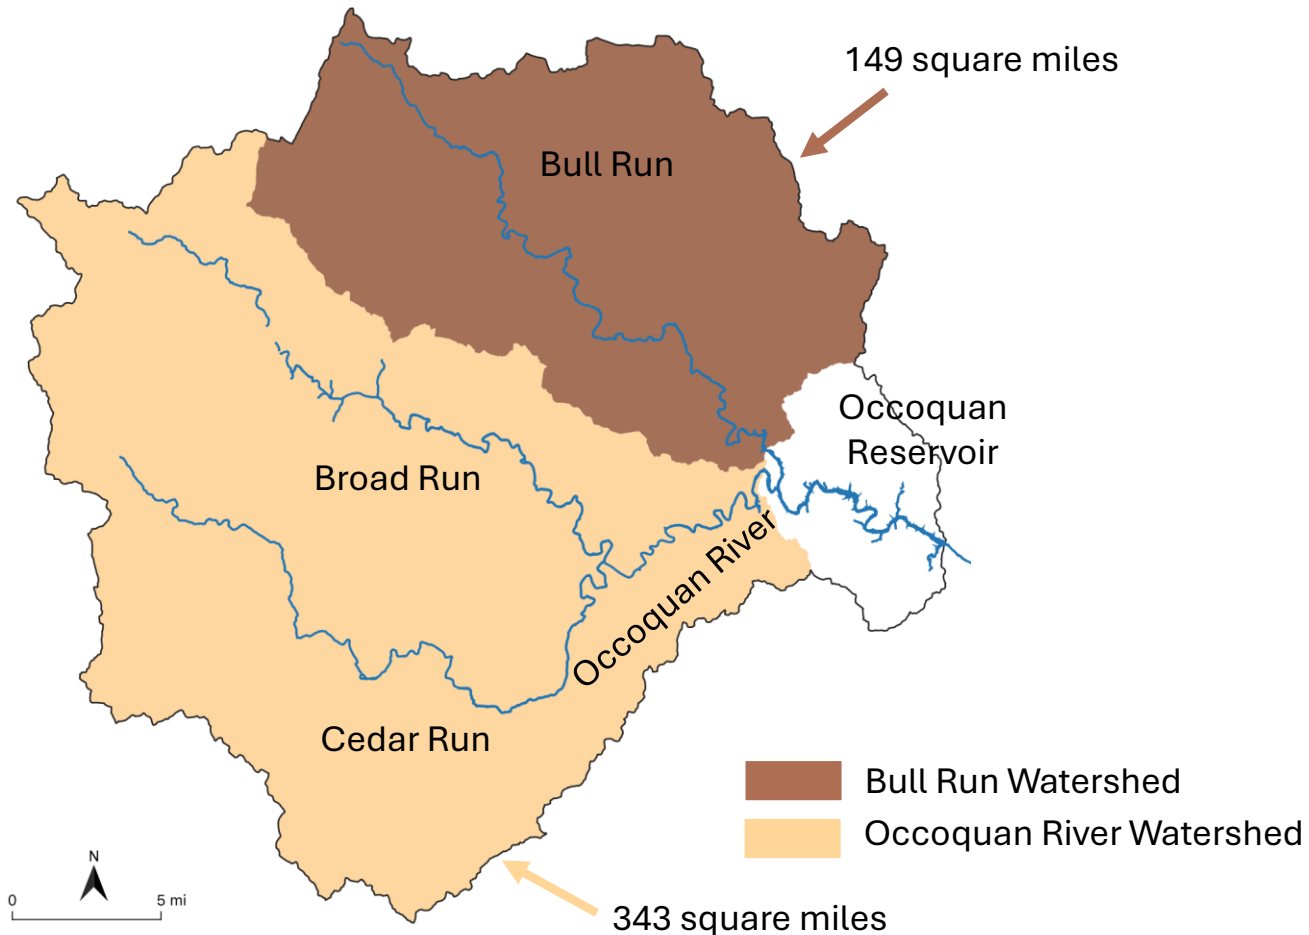 149 square miles
Bull Run
Occoquan
Reservoir
Broad Run
Occoquan River
Cedar Run
Bull Run Watershed
Occoquan River Watershed
N
0 5 mi
343 square miles